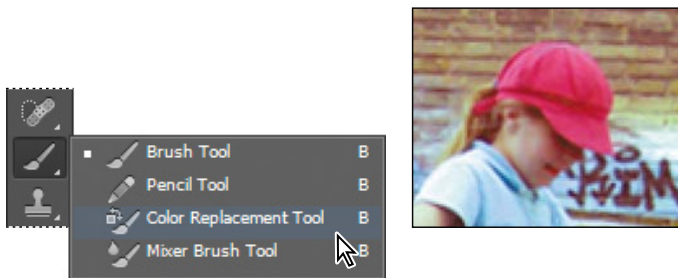 Brush Tool B
Pencil Tool B
Color Replacement Tool B
Mixer Brush Tool B